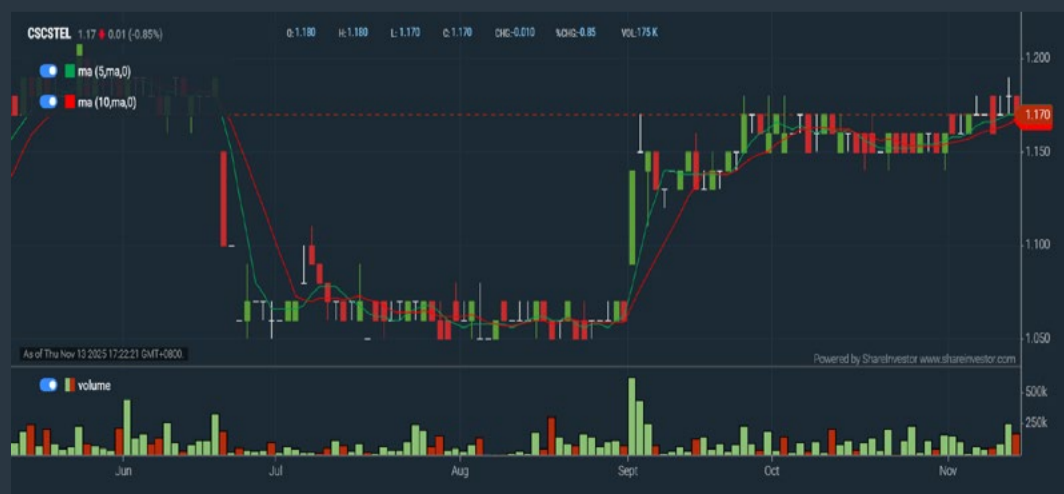 CSCSTEL 1.17 0.01 (-0.85%) O:1.180 H:1.180 L:1.170 C:1.170 CHG:-0.010 %CHG:-0.85 VOL:175 K
ma (5,ma,0)
ma (10,ma,0)
1.200
1.170
1.150
1.100
1.050
As of Thu Nov 13 2025 17:22:21 GMT+0800.
Powered by ShareInvestor www.shareinvestor.com
volume
500k
250k
Jun Jul Aug Sept Oct Nov